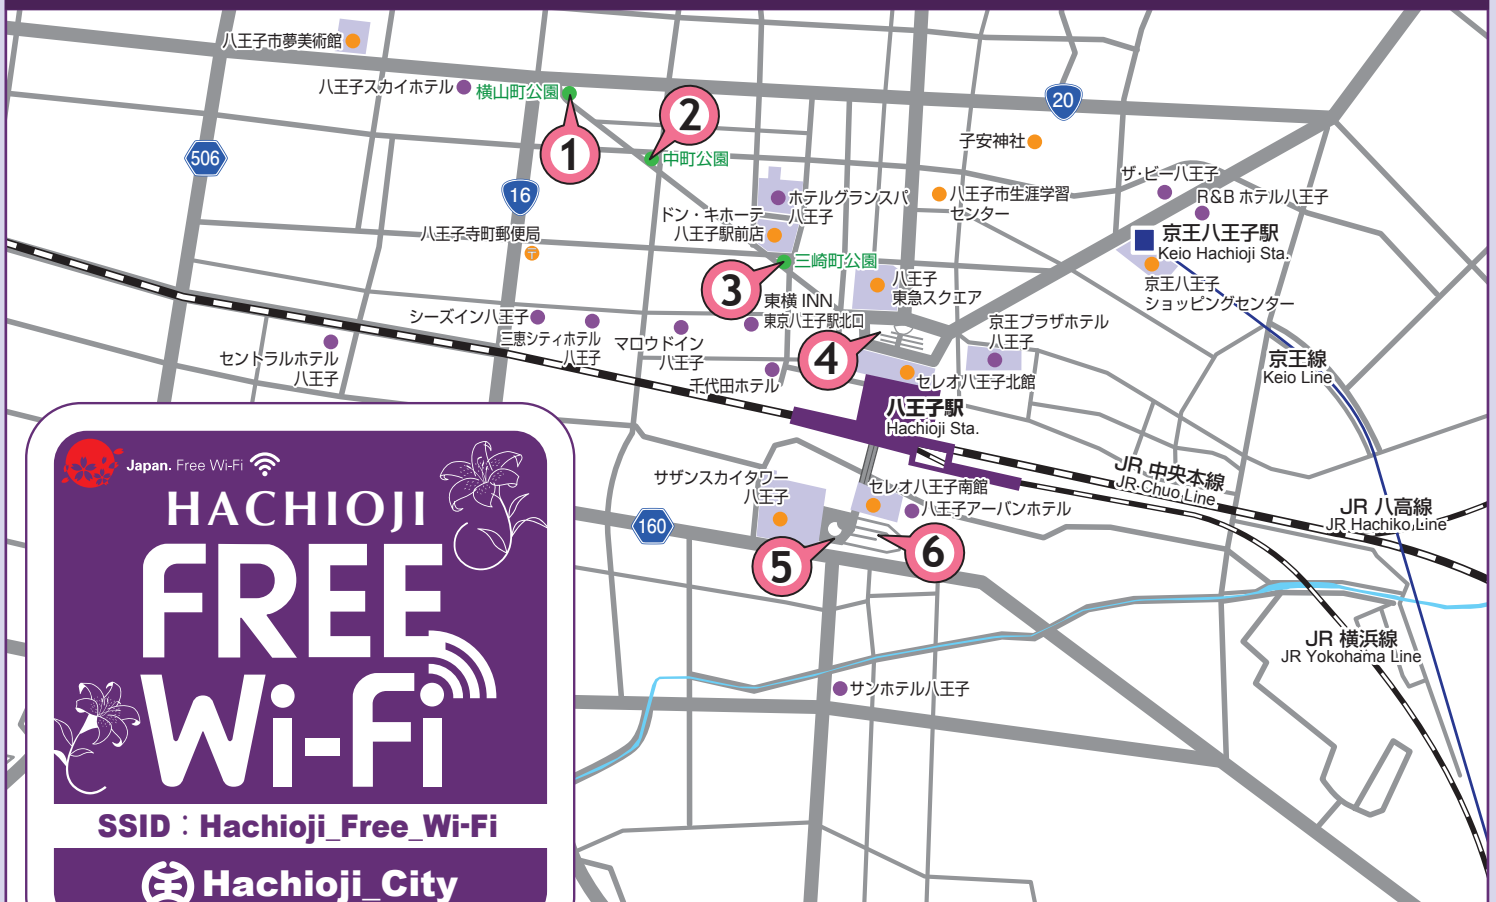 八王子市夢美術館
八王子スカイホテル
横山町公園
1
2
中町公園
20
子安神社
506
16
ザ・ビー八王子
R&B ホテル八王子
ホテルグランスパ
八王子
八王子市生涯学習
センター
ドン・キホーテ
八王子駅前店
八王子寺町郵便局
〒
京王八王子駅
Keio Hachioji Sta.
三崎町公園
3
八王子
東急スクエア
京王八王子
ショッピングセンター
東横 INN
東京八王子駅北口
シーズイン八王子
三恵シティホテル
八王子
マロウドイン
八王子
セントラルホテル
八王子
4
京王プラザホテル
八王子
京王線
Keio Line
千代田ホテル
セレオ八王子北館
八王子駅
Hachioji Sta.
JR 中央本線
JR Chuo Line
サザンスカイタワー
八王子
セレオ八王子南館
八王子アーバンホテル
JR 八高線
JR Hachiko Line
160
5
6
JR 横浜線
JR Yokohama Line
サンホテル八王子
Japan. Free Wi-Fi
HACHIOJI
FREE
Wi-Fi
SSID：Hachioji_Free_Wi-Fi
Hachioji_City